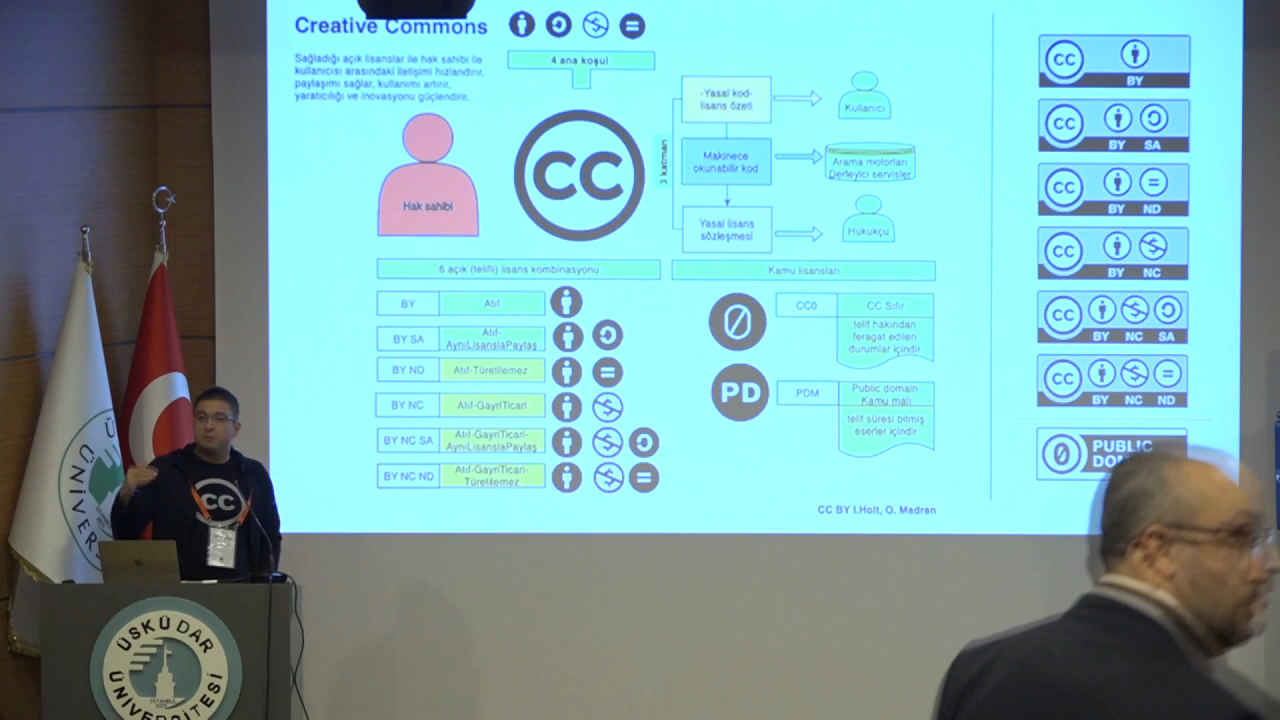 Creative Commons
Sağladığı açık lisanslar ile hak sahibi ile
kullanıcısı arasındaki iletişimi hızlandırır,
paylaşımı sağlar, kullanımı artırır,
yaratıcılığı ve inovasyonu güçlendirir.
4 ana koşul
Hak sahibi
CC
3 katman
-Yasal kod-
lisans özeti
Kullanıcı
Makinece
okunabilir kod
Arama motorları
Derleyici servisler
Yasal lisans
sözleşmesi
Hukukçu
6 açık (telifli) lisans kombinasyonu
BY
Atıf
BY SA
Atıf-
AynıLisanslaPaylaş
BY ND
Atıf-Türetilemez
BY NC
Atıf-GayriTicari
BY NC SA
Atıf-GayriTicari-
AynıLisanslaPaylaş
BY NC ND
Atıf-GayriTicari-
Türetilemez
Kamu lisansları
0
CC0
CC Sıfır
telif hakından
feragat edilen
durumlar içindir
PD
PDM
Public domain
Kamu malı
telif süresi bitmiş
eserler içindir
CC BY I.Holt, O. Madran
CC
BY
CC
BY SA
CC
BY ND
CC
BY NC
CC
BY NC SA
CC
BY NC ND
0
PUBLIC
CC
ÜSKÜDAR
ÜNİVERSİTESİ
İSTANBUL